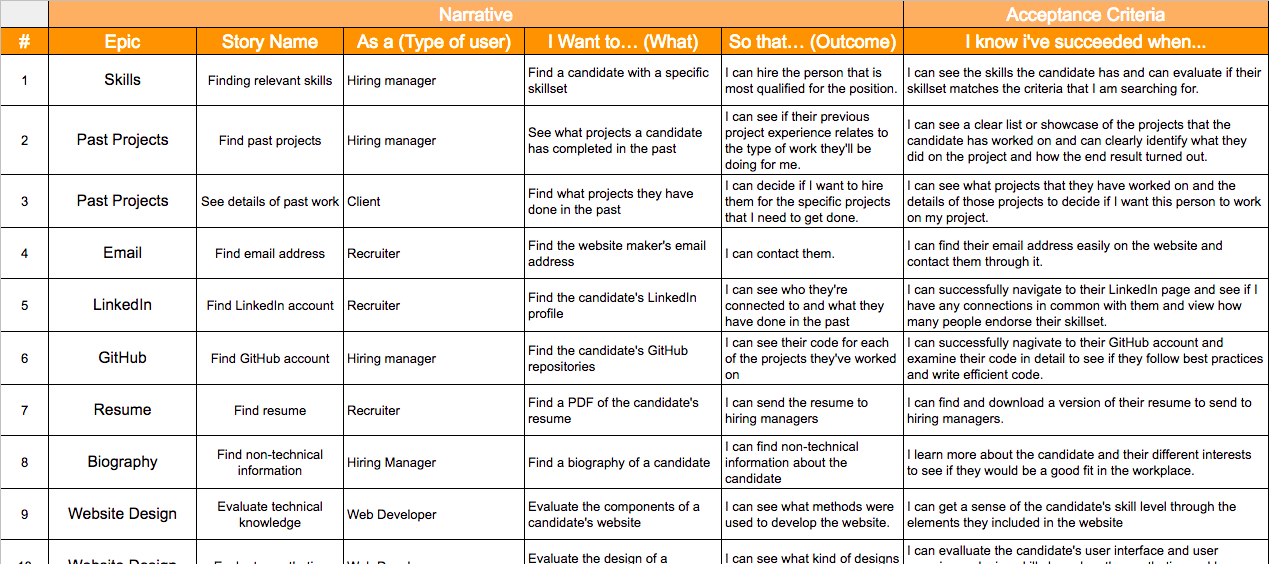 Narrative Acceptance Criteria
# Epic Story Name As a (Type of user) I Want to… (What) So that… (Outcome) I know i've succeeded when...
1 Skills Finding relevant skills Hiring manager
Find a candidate with a specific
skillset
I can hire the person that is
most qualified for the position.
I can see the skills the candidate has and can evaluate if their
skillset matches the criteria that I am searching for.
2 Past Projects Find past projects Hiring manager
See what projects a candidate
has completed in the past
I can see if their previous
project experience relates to
the type of work they'll be
doing for me.
I can see a clear list or showcase of the projects that the
candidate has worked on and can clearly identify what they
did on the project and how the end result turned out.
3 Past Projects See details of past work Client
Find what projects they have
done in the past
I can decide if I want to hire
them for the specific projects
that I need to get done.
I can see what projects that they have worked on and the
details of those projects to decide if I want this person to work
on my project.
4 Email Find email address Recruiter
Find the website maker's email
address
I can contact them.
I can find their email address easily on the website and
contact them through it.
5 LinkedIn Find LinkedIn account Recruiter
Find the candidate's LinkedIn
profile
I can see who they're
connected to and what they
have done in the past
I can successfully navigate to their LinkedIn page and see if I
have any connections in common with them and view how
many people endorse their skillset.
6 GitHub Find GitHub account Hiring manager
Find the candidate's GitHub
repositories
I can see their code for each
of the projects they've worked
on
I can successfully nagivate to their GitHub account and
examine their code in detail to see if they follow best practices
and write efficient code.
7 Resume Find resume Recruiter
Find a PDF of the candidate's
resume
I can send the resume to
hiring managers
I can find and download a version of their resume to send to
hiring managers.
8 Biography
Find non-technical
information
Hiring Manager
Find a biography of a candidate
I can find non-technical
information about the
candidate
I learn more about the candidate and their different interests
to see if they would be a good fit in the workplace.
9 Website Design
Evaluate technical
knowledge
Web Developer
Evaluate the components of a
candidate's website
I can see what methods were
used to develop the website.
I can get a sense of the candidate's skill level through the
elements they included in the website
10 Website Design
Evaluate the design of a
I can see what kind of designs
I can evalluate the candidate's user interface and user